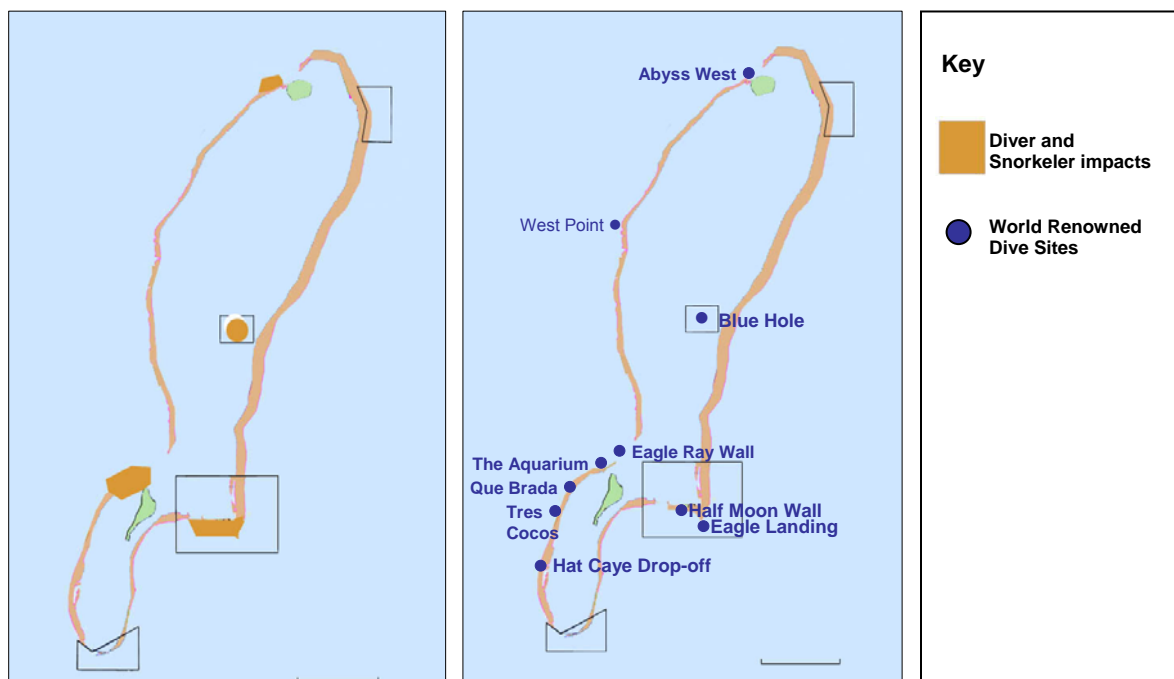 Abyss West
West Point
Blue Hole
Eagle Ray Wall
The Aquarium
Que Brada
Tres
Cocos
Half Moon Wall
Eagle Landing
Hat Caye Drop-off
Key
Diver and
Snorkeler impacts
World Renowned
Dive Sites